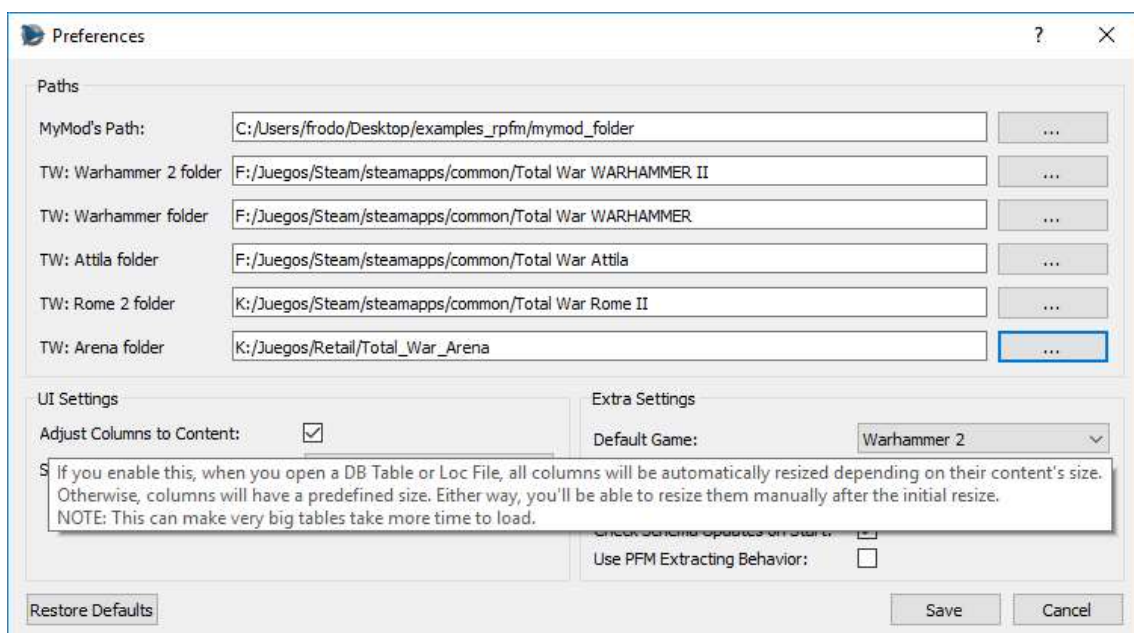 Preferences
?
Paths
MyMod's Path:
C:/Users/frodo/Desktop/examples_rpfm/mymod_folder
...
TW: Warhammer 2 folder
F:/Juegos/Steam/steamapps/common/Total War WARHAMMER II
...
TW: Warhammer folder
F:/Juegos/Steam/steamapps/common/Total War WARHAMMER
...
TW: Attila folder
F:/Juegos/Steam/steamapps/common/Total War Attila
...
TW: Rome 2 folder
K:/Juegos/Steam/steamapps/common/Total War Rome II
...
TW: Arena folder
K:/Juegos/Retail/Total_War_Arena
...
UI Settings
Adjust Columns to Content:
Extra Settings
Default Game:
Warhammer 2
If you enable this, when you open a DB Table or Loc File, all columns will be automatically resized depending on their content's size.
Otherwise, columns will have a predefined size. Either way, you'll be able to resize them manually after the initial resize.
NOTE: This can make very big tables take more time to load.
Check Schema Updates on Start:
Use PFM Extracting Behavior:
Restore Defaults
Save
Cancel